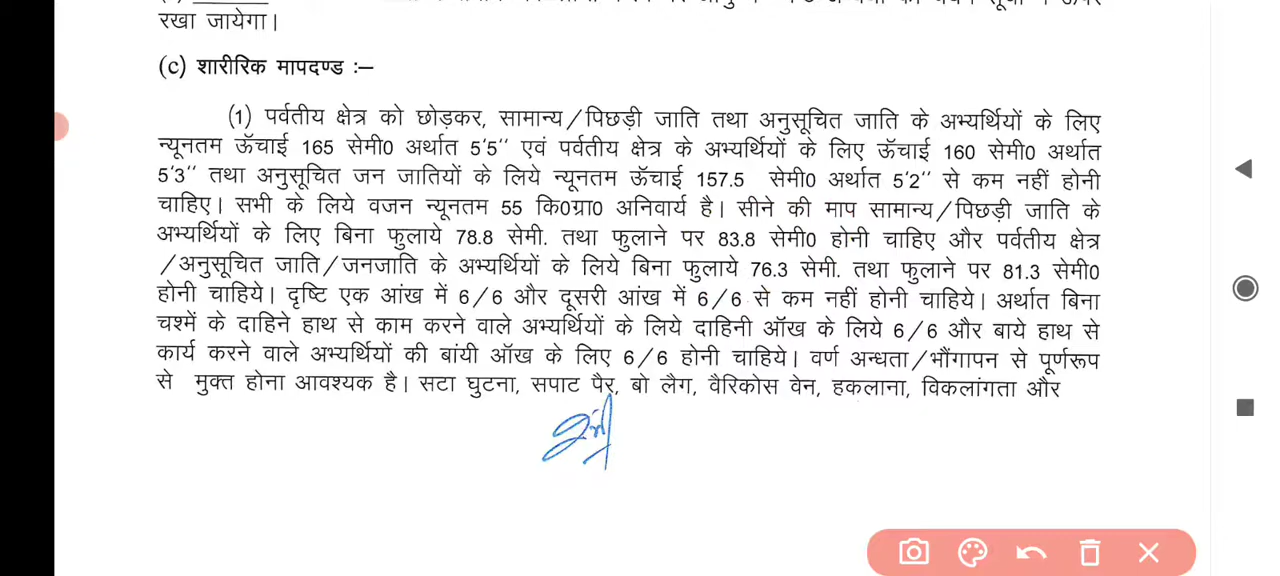 रखा जायेगा।
(c) शारीरिक मापदण्ड :–
(1) पर्वतीय क्षेत्र को छोड़कर, सामान्य/पिछड़ी जाति तथा अनुसूचित जाति के अभ्यर्थियों के लिए
न्यूनतम ऊँचाई 165 सेमी0 अर्थात 5'5'' एवं पर्वतीय क्षेत्र के अभ्यर्थियों के लिए ऊँचाई 160 सेमी0 अर्थात
5'3'' तथा अनुसूचित जन जातियों के लिये न्यूनतम ऊँचाई 157.5 सेमी0 अर्थात 5'2'' से कम नहीं होनी
चाहिए। सभी के लिये वजन न्यूनतम 55 कि0ग्रा0 अनिवार्य है। सीने की माप सामान्य/पिछड़ी जाति के
अभ्यर्थियों के लिए बिना फुलाये 78.8 सेमी. तथा फुलाने पर 83.8 सेमी0 होनी चाहिए और पर्वतीय क्षेत्र
/अनुसूचित जाति/जनजाति के अभ्यर्थियों के लिये बिना फुलाये 76.3 सेमी. तथा फुलाने पर 81.3 सेमी0
होनी चाहिये। दृष्टि एक आंख में 6/6 और दूसरी आंख में 6/6 से कम नहीं होनी चाहिये। अर्थात बिना
चश्में के दाहिने हाथ से काम करने वाले अभ्यर्थियों के लिये दाहिनी ऑख के लिये 6/6 और बाये हाथ से
कार्य करने वाले अभ्यर्थियों की बांयी ऑख के लिए 6/6 होनी चाहिये। वर्ण अन्धता/भौंगापन से पूर्णरूप
से मुक्त होना आवश्यक है। सटा घुटना, सपाट पैर, बो लैग, वैरिकोस वेन, हकलाना, विकलांगता और